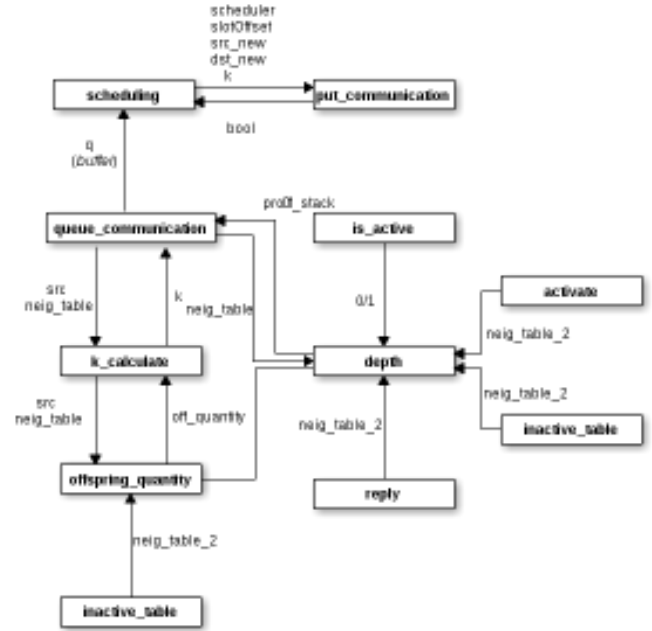 scheduler
slotOffset
src_new
dst_new
k
scheduling
put_communication
bool
q
(buffer)
prof_stack
queue_communication
is_active
src
neig_table
k
neig_table
0/1
activate
neig_table_2
k_calculate
depth
src
neig_table
off_quantity
neig_table_2
neig_table_2
inactive_table
offspring_quantity
reply
neig_table_2
inactive_table